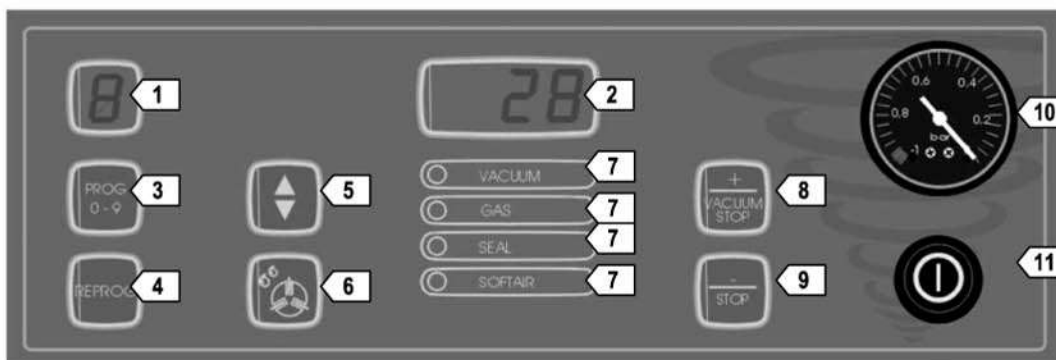 8
1
28
2
10
0,6
0,4
0,8
0,2
bar
-1
PROG
0 - 9
3
5
VACUUM
7
GAS
7
SEAL
7
SOFTAIR
7
+
VACUUM
STOP
8
REPROG
4
6
-
STOP
9
11